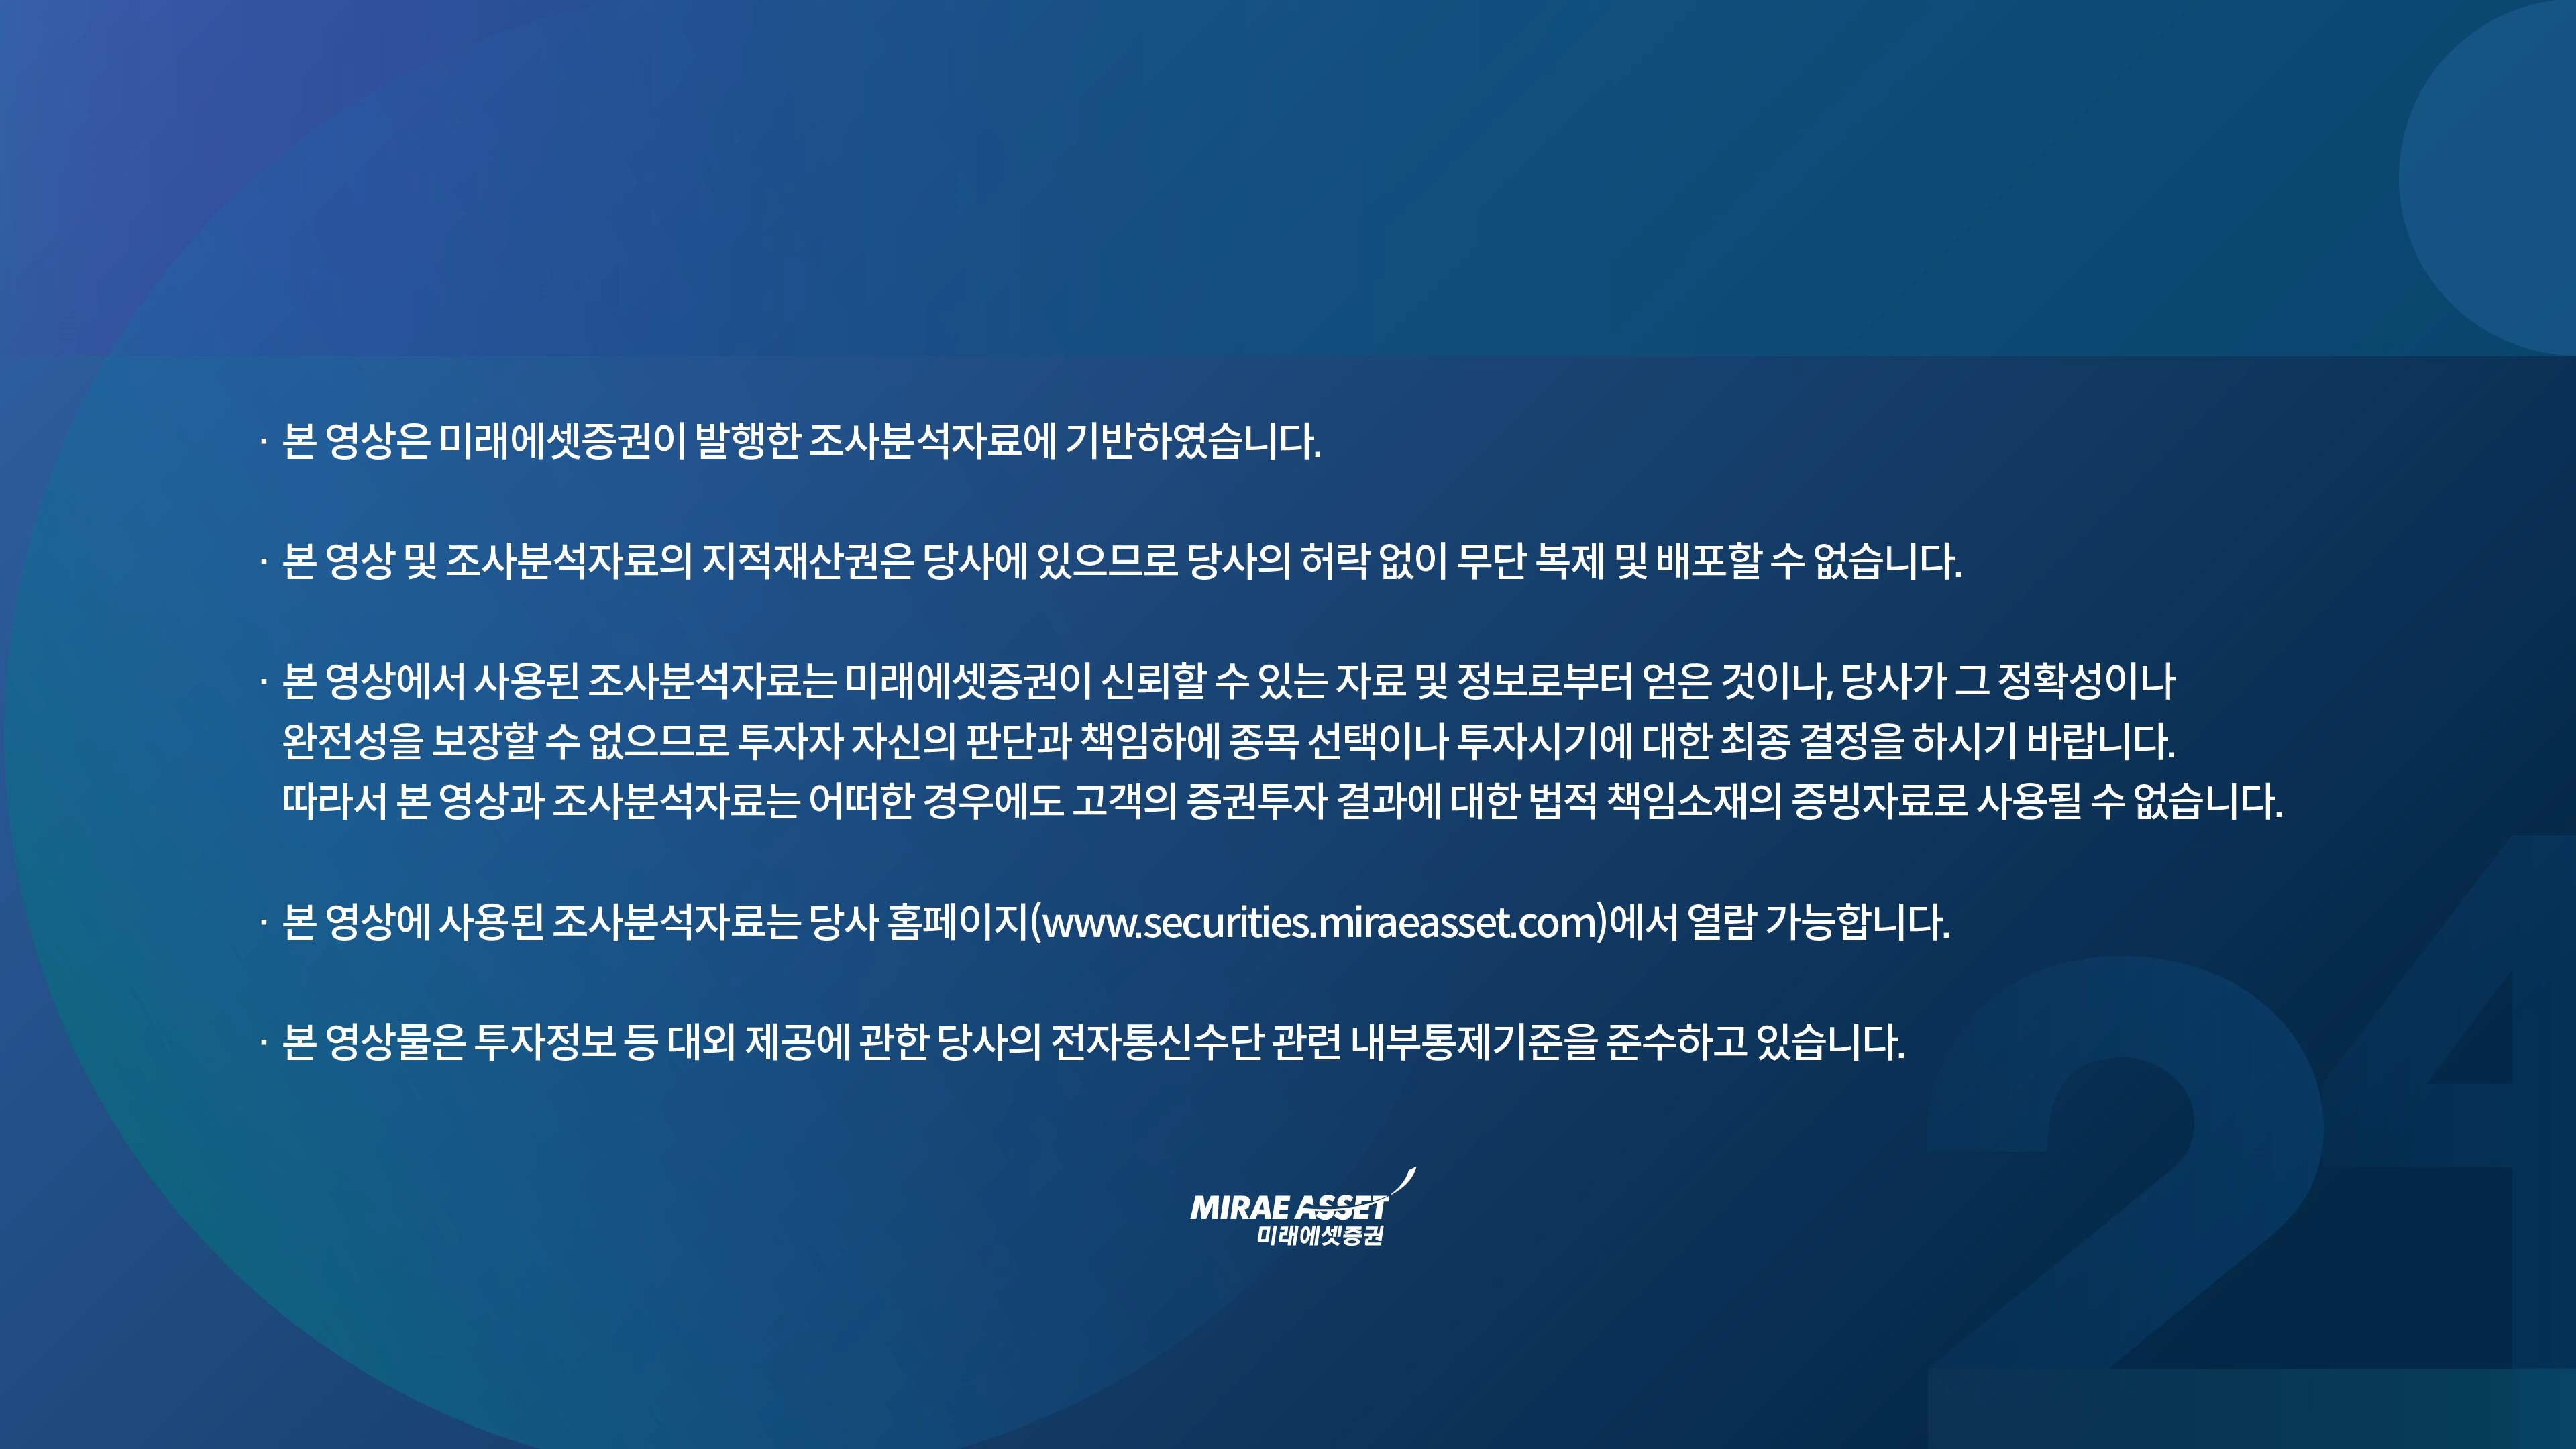 · 본 영상은 미래에셋증권이 발행한 조사분석자료에 기반하였습니다.
· 본 영상 및 조사분석자료의 지적재산권은 당사에 있으므로 당사의 허락 없이 무단 복제 및 배포할 수 없습니다.
· 본 영상에서 사용된 조사분석자료는 미래에셋증권이 신뢰할 수 있는 자료 및 정보로부터 얻은 것이나, 당사가 그 정확성이나
완전성을 보장할 수 없으므로 투자자 자신의 판단과 책임하에 종목 선택이나 투자시기에 대한 최종 결정을 하시기 바랍니다.
따라서 본 영상과 조사분석자료는 어떠한 경우에도 고객의 증권투자 결과에 대한 법적 책임소재의 증빙자료로 사용될 수 없습니다.
· 본 영상에 사용된 조사분석자료는 당사 홈페이지(www.securities.miraeasset.com)에서 열람 가능합니다.
· 본 영상물은 투자정보 등 대외 제공에 관한 당사의 전자통신수단 관련 내부통제기준을 준수하고 있습니다.
24
MIRAE ASSET
미래에셋증권